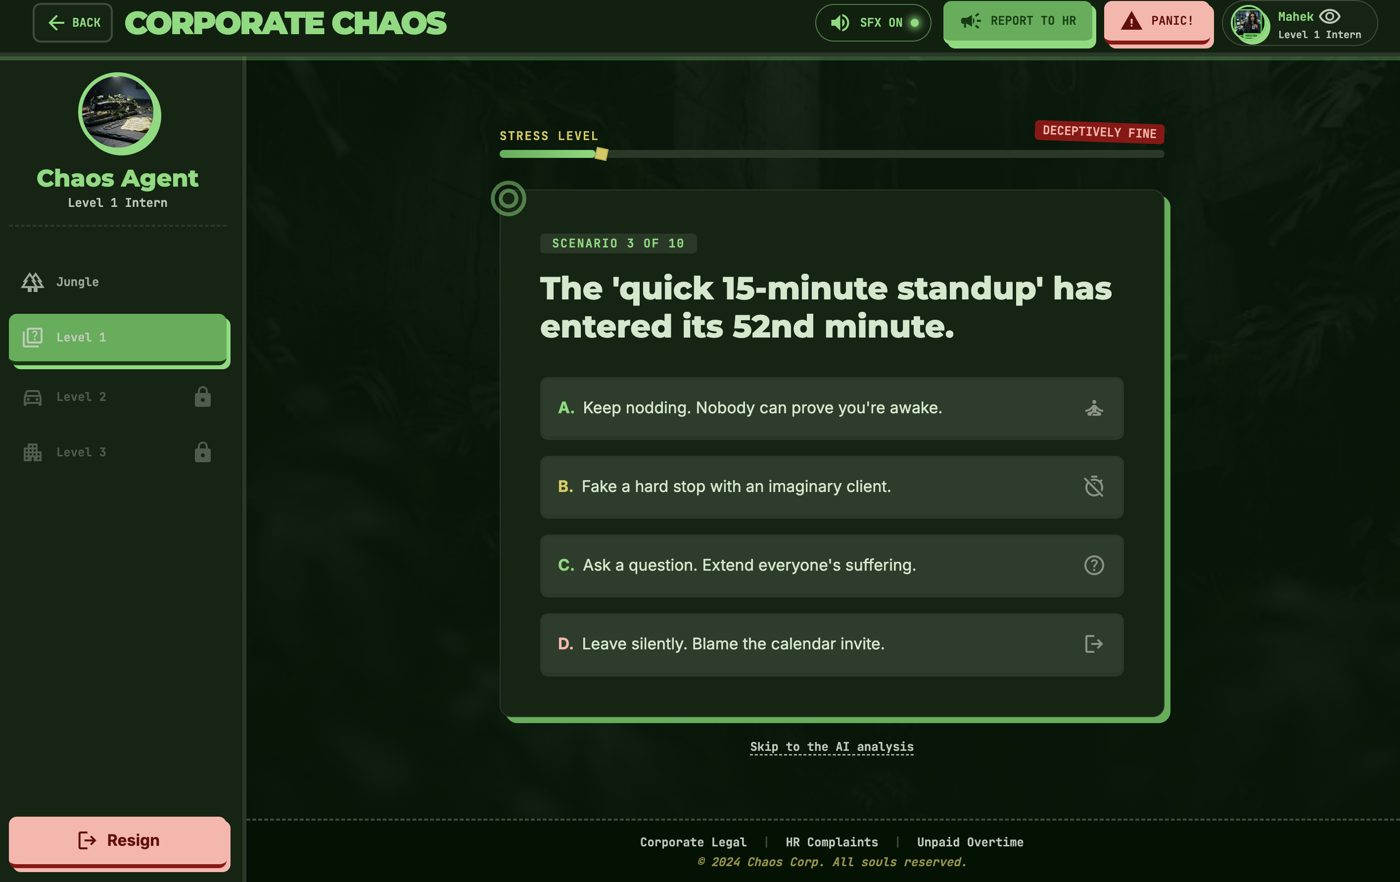 BACK
CORPORATE CHAOS
SFX ON
REPORT TO HR
PANIC!
Mahek
Level 1 Intern
Chaos Agent
Level 1 Intern
Jungle
Level 1
Level 2
Level 3
Resign
STRESS LEVEL
DECEPTIVELY FINE
SCENARIO 3 OF 10
The 'quick 15-minute standup' has
entered its 52nd minute.
A. Keep nodding. Nobody can prove you're awake.
B. Fake a hard stop with an imaginary client.
C. Ask a question. Extend everyone's suffering.
D. Leave silently. Blame the calendar invite.
Skip to the AI analysis
Corporate Legal | HR Complaints | Unpaid Overtime
© 2024 Chaos Corp. All souls reserved.